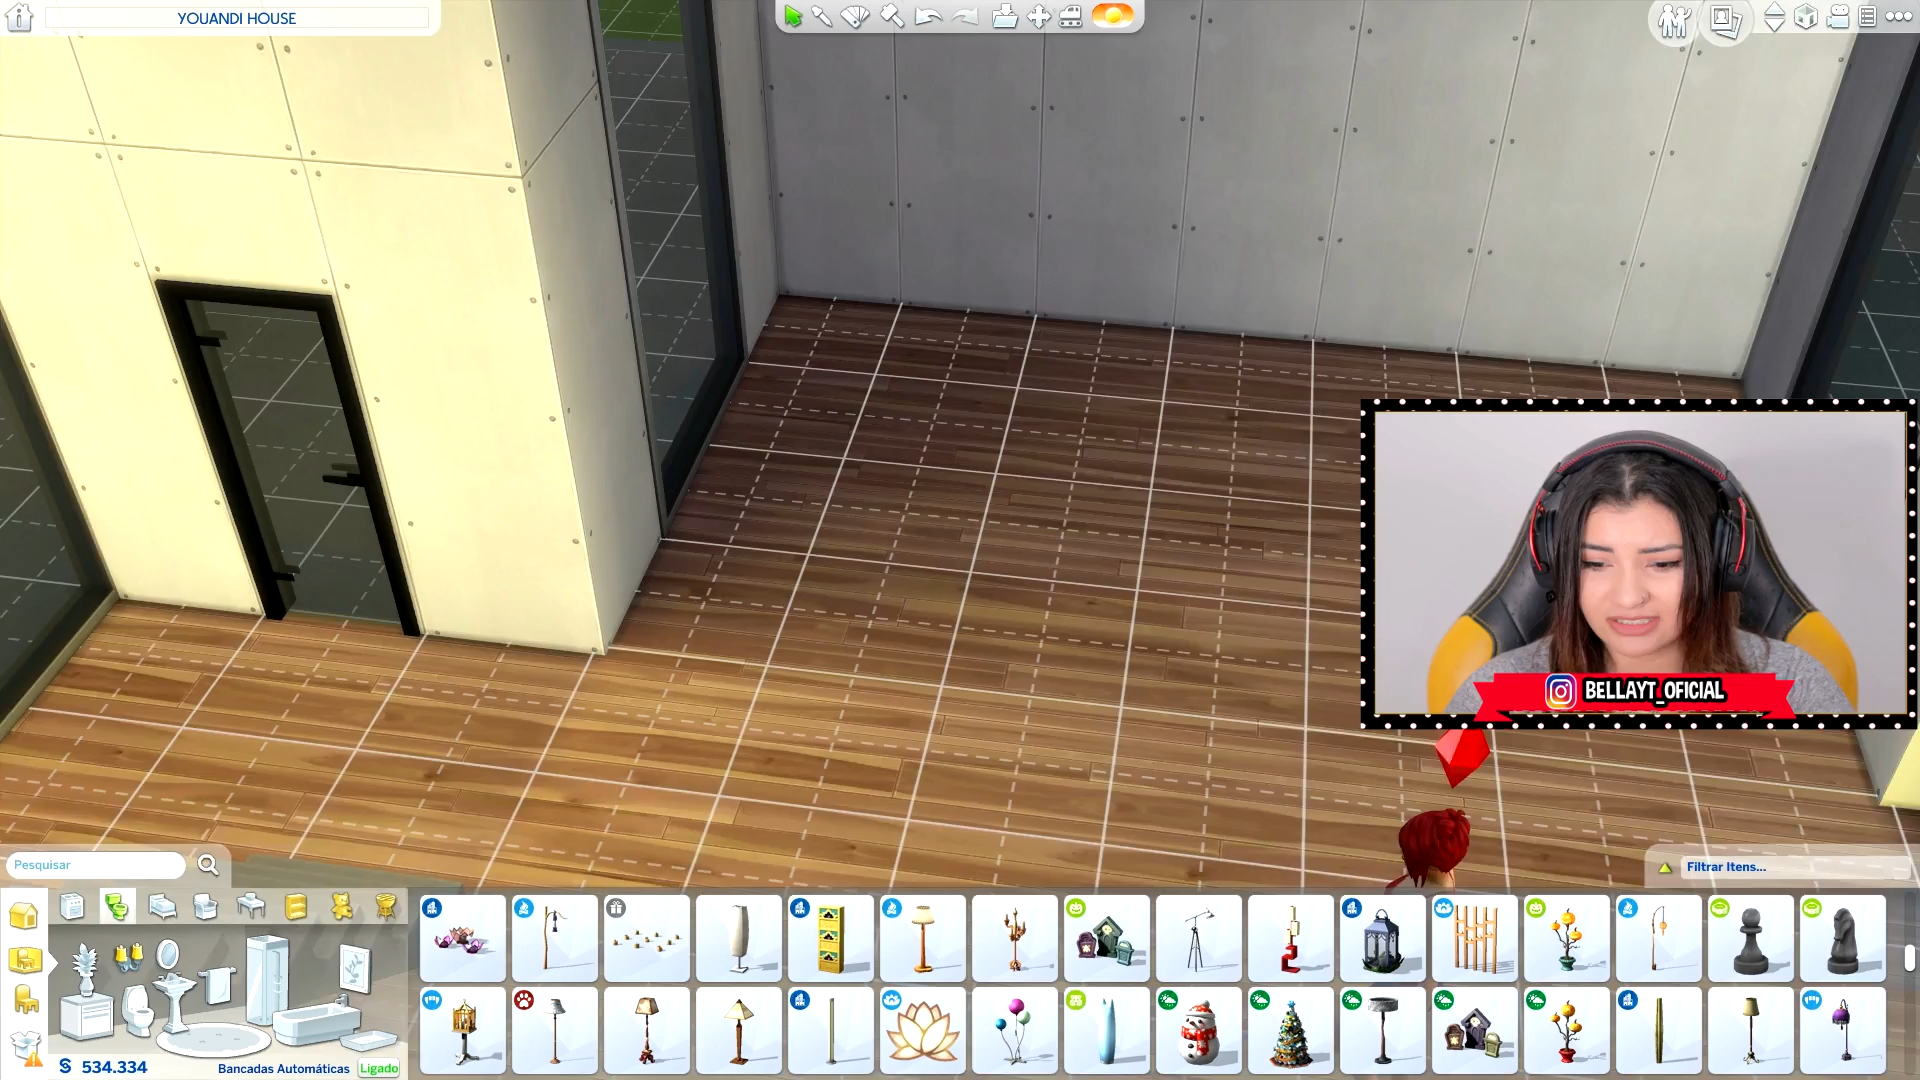 YOUANDI HOUSE
BELLAYT_OFICIAL
Pesquisar
Filtrar Itens...
534.334
Bancadas Automáticas
Ligado